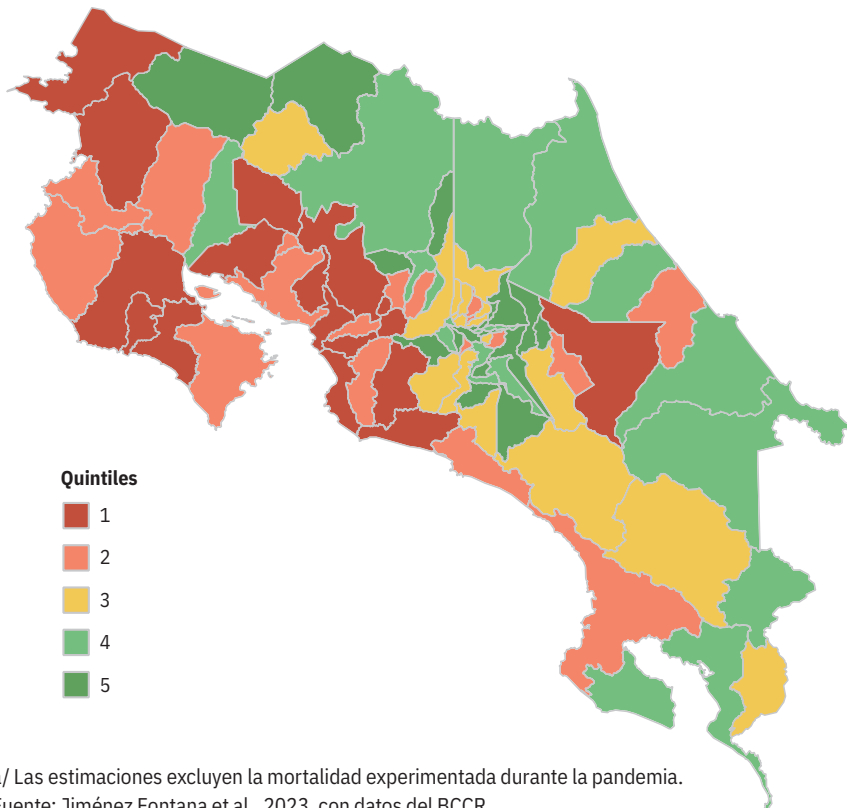 Quintiles
1
2
3
4
5
a/ Las estimaciones excluyen la mortalidad experimentada durante la pandemia.
Fuente: Jiménez Fontana et al., 2023, con datos del BCCR